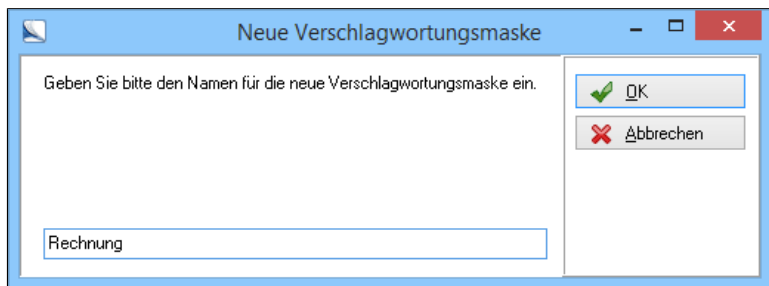 Neue Verschlagwortungsmaske
Geben Sie bitte den Namen für die neue Verschlagwortungsmaske ein.
OK
Abbrechen
Rechnung